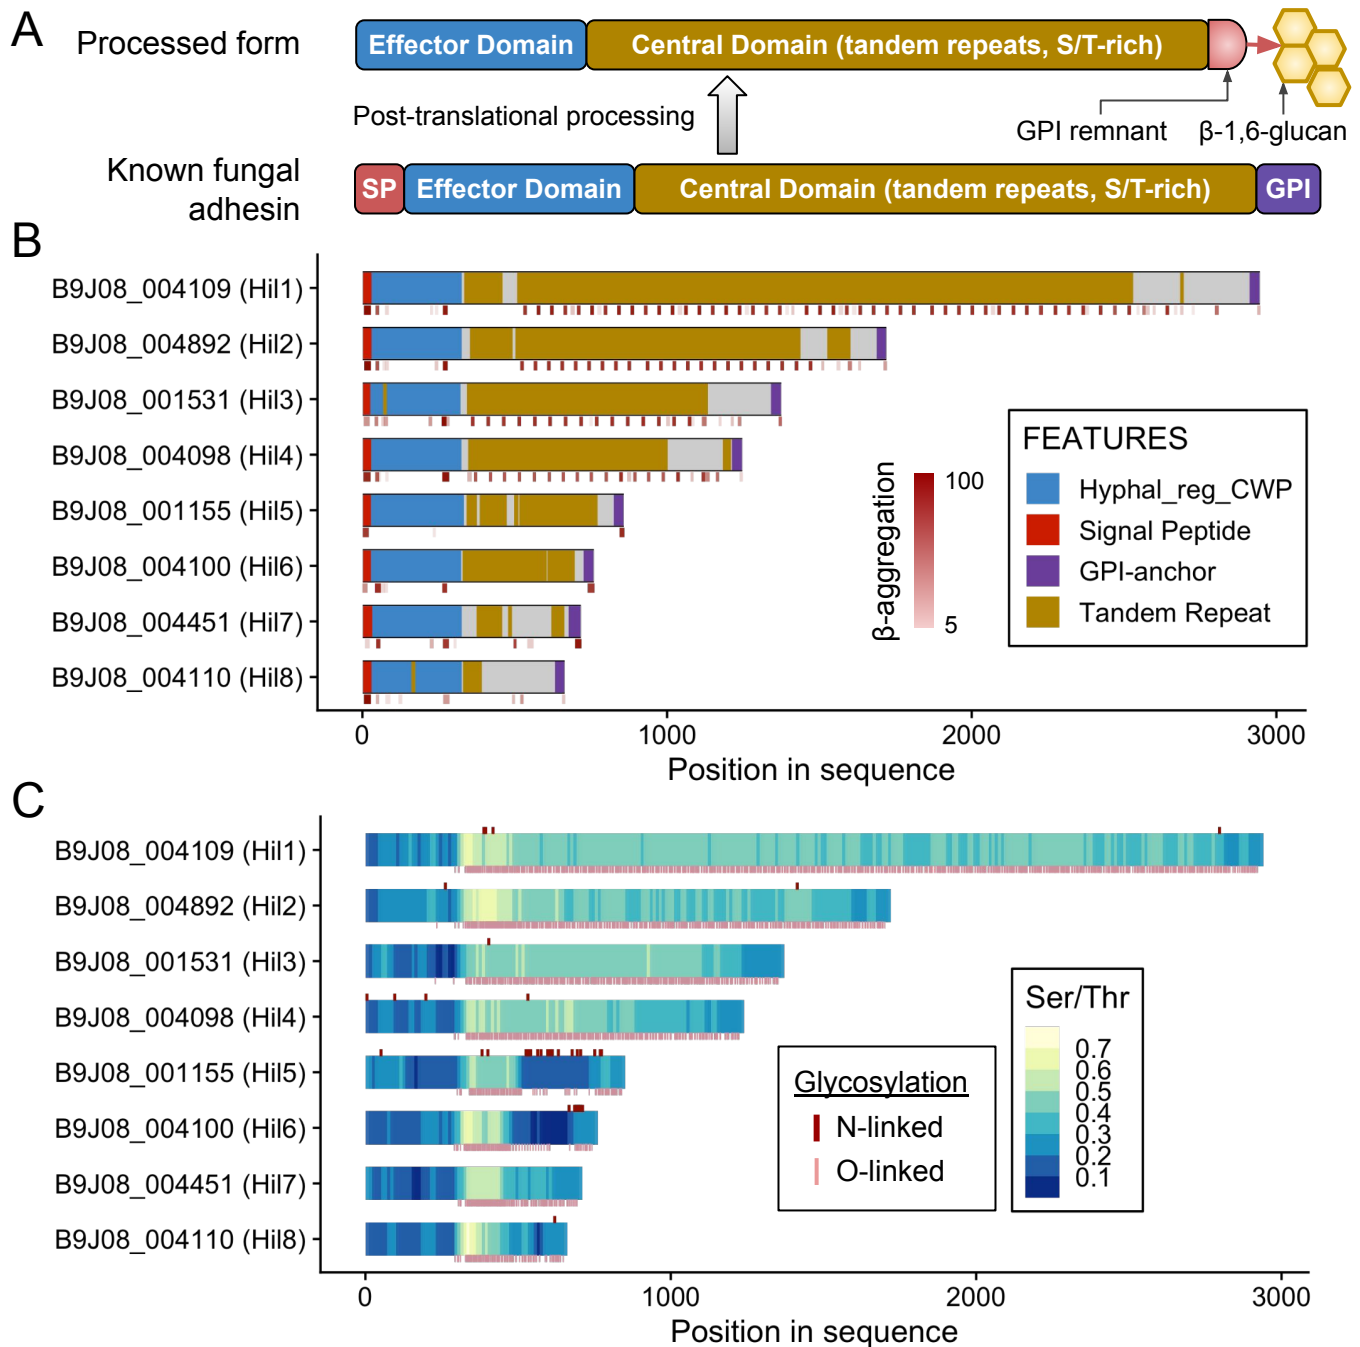 A
Processed form
Effector Domain
Central Domain (tandem repeats, S/T-rich)
Post-translational processing
GPI remnant
β-1,6-glucan
Known fungal
adhesin
SP
Effector Domain
Central Domain (tandem repeats, S/T-rich)
GPI
B
B9J08_004109 (Hil1)
B9J08_004892 (Hil2)
B9J08_001531 (Hil3)
B9J08_004098 (Hil4)
B9J08_001155 (Hil5)
B9J08_004100 (Hil6)
B9J08_004451 (Hil7)
B9J08_004110 (Hil8)
β-aggregation
100
5
FEATURES
Hyphal_reg_CWP
Signal Peptide
GPI-anchor
Tandem Repeat
0
1000
2000
3000
Position in sequence
C
B9J08_004109 (Hil1)
B9J08_004892 (Hil2)
B9J08_001531 (Hil3)
B9J08_004098 (Hil4)
B9J08_001155 (Hil5)
B9J08_004100 (Hil6)
B9J08_004451 (Hil7)
B9J08_004110 (Hil8)
Glycosylation
N-linked
O-linked
Ser/Thr
0.7
0.6
0.5
0.4
0.3
0.2
0.1
0
1000
2000
3000
Position in sequence